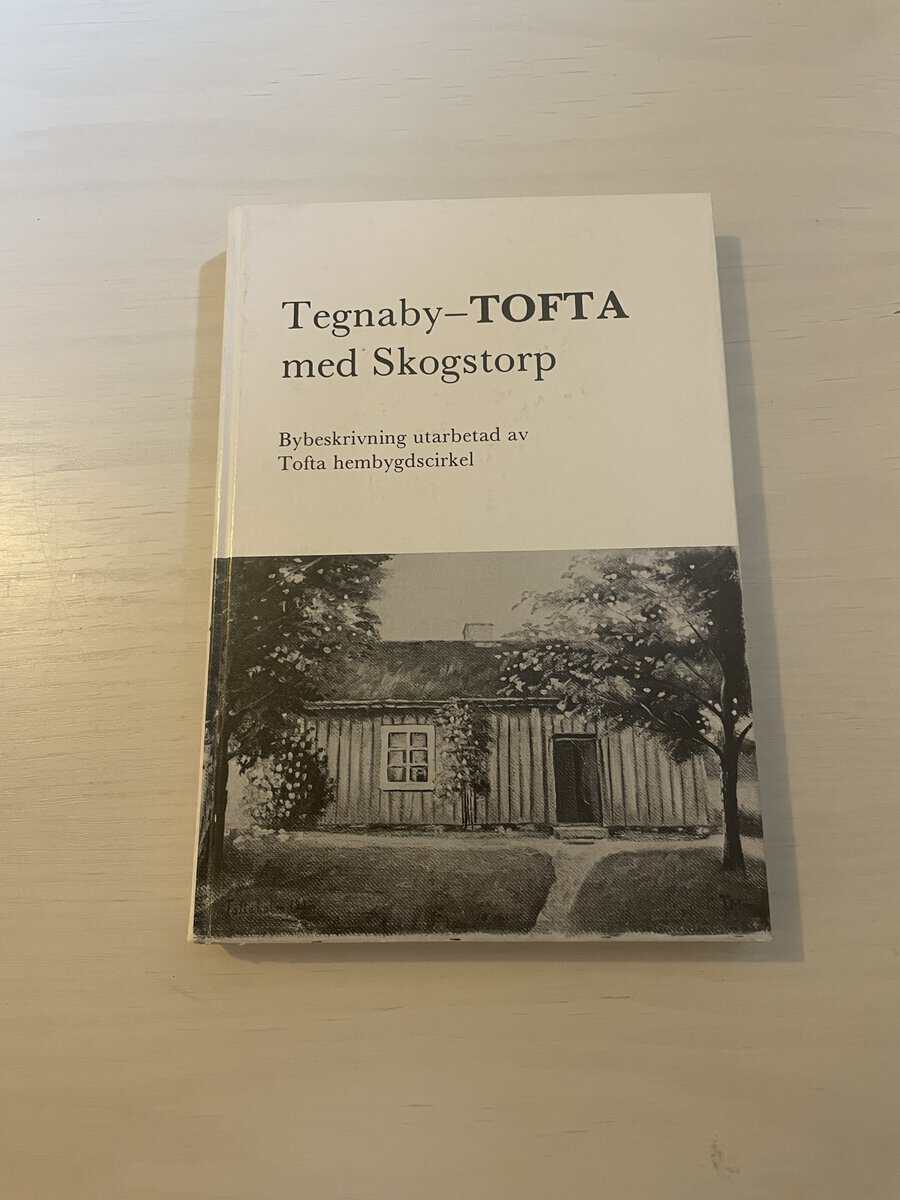 Tegnaby–TOFTA
med Skogstorp
Bybeskrivning utarbetad av
Tofta hembygdscirkel